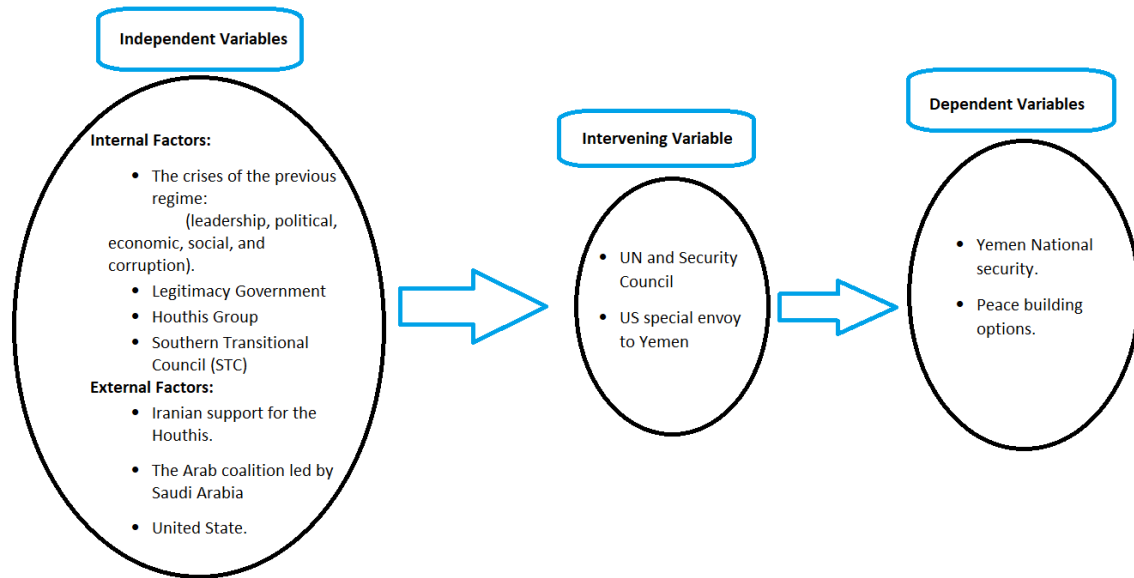 Independent Variables
Internal Factors:
• The crises of the previous
regime:
(leadership, political,
economic, social, and
corruption).
• Legitimacy Government
• Houthis Group
• Southern Transitional
Council (STC)
External Factors:
• Iranian support for the
Houthis.
• The Arab coalition led by
Saudi Arabia
• United State.
Intervening Variable
• UN and Security
Council
• US special envoy
to Yemen
Dependent Variables
• Yemen National
security.
• Peace building
options.